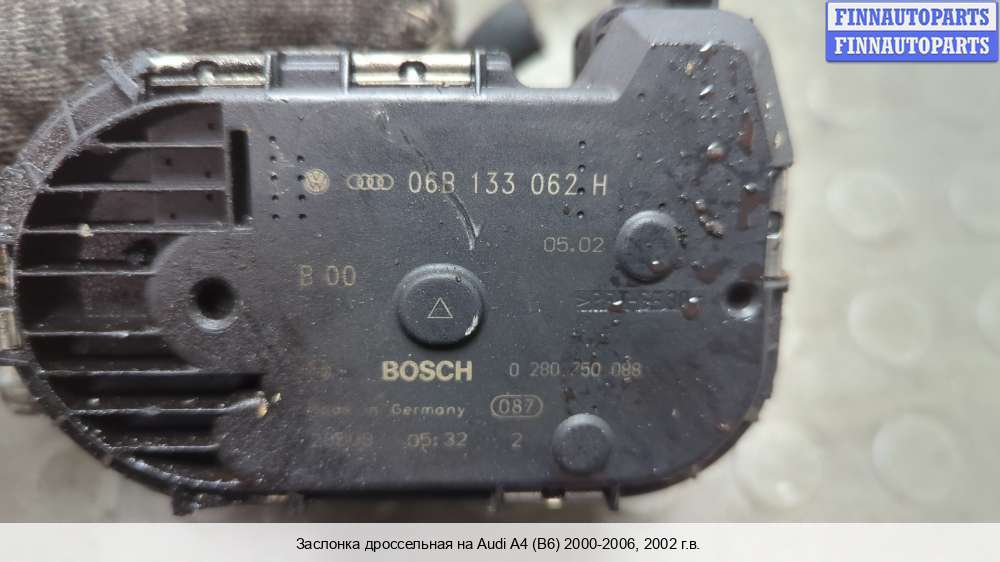 FINNAUTOPARTS
FINNAUTOPARTS
06B 133 062 H
05.02
B 00
BOSCH 0 280 750 088
Made in Germany 087
05:32 2
Заслонка дроссельная на Audi A4 (B6) 2000-2006, 2002 г.в.